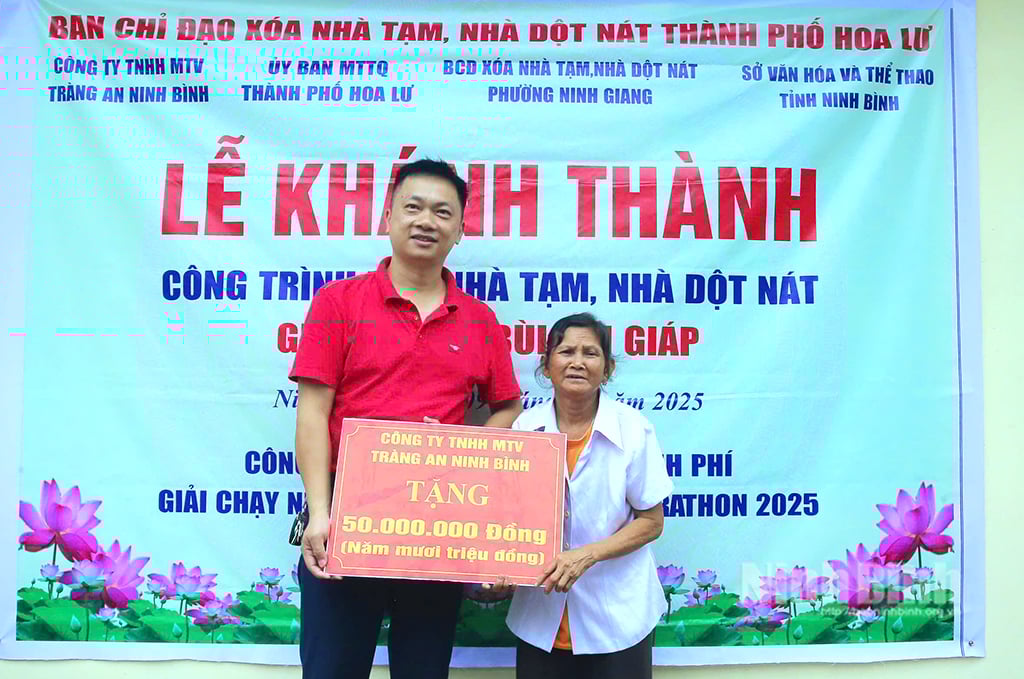 BAN CHỈ ĐẠO XÓA NHÀ TẠM, NHÀ DỘT NÁT THÀNH PHỐ HOA LƯ
CÔNG TY TNHH MTV
TRÀNG AN NINH BÌNH
ỦY BAN MTTQ
THÀNH PHỐ HOA LƯ
BCD XÓA NHÀ TẠM,NHÀ DỘT NÁT
PHƯỜNG NINH GIANG
SỞ VĂN HÓA VÀ THỂ THAO
TỈNH NINH BÌNH
LỄ KHÁNH THÀNH
CÔNG TRÌNH NHÀ TẠM, NHÀ DỘT NÁT
GIÁP
2025
CÔNG PHÍ
GIẢI CHẠY 2025
CÔNG TY TNHH MTV
TRÀNG AN NINH BÌNH
TẶNG
50.000.000 Đồng
(Năm mươi triệu đồng)
Ninh Bình